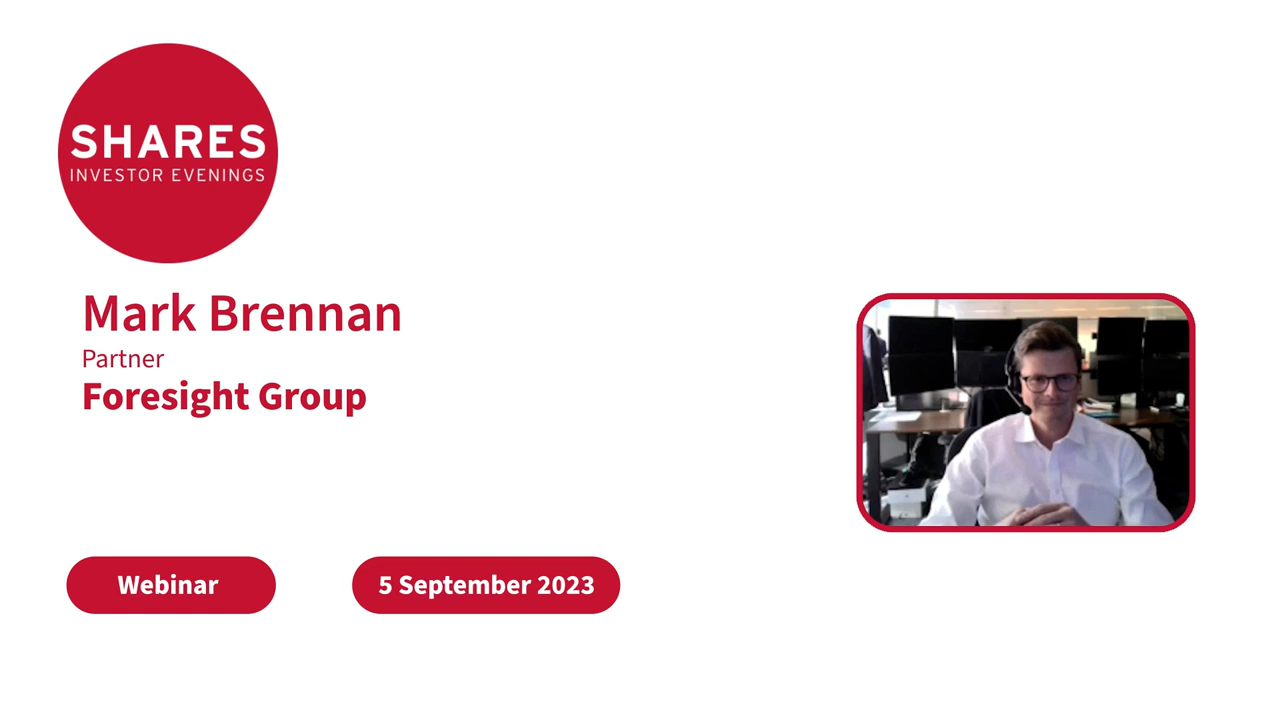 SHARES
INVESTOR EVENINGS
Mark Brennan
Partner
Foresight Group
Webinar
5 September 2023